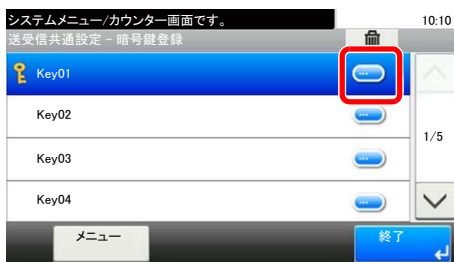 システムメニュー/カウンター画面です。
10:10
送受信共通設定 - 暗号鍵登録
Key01
Key02
1/5
Key03
Key04
メニュー
終了